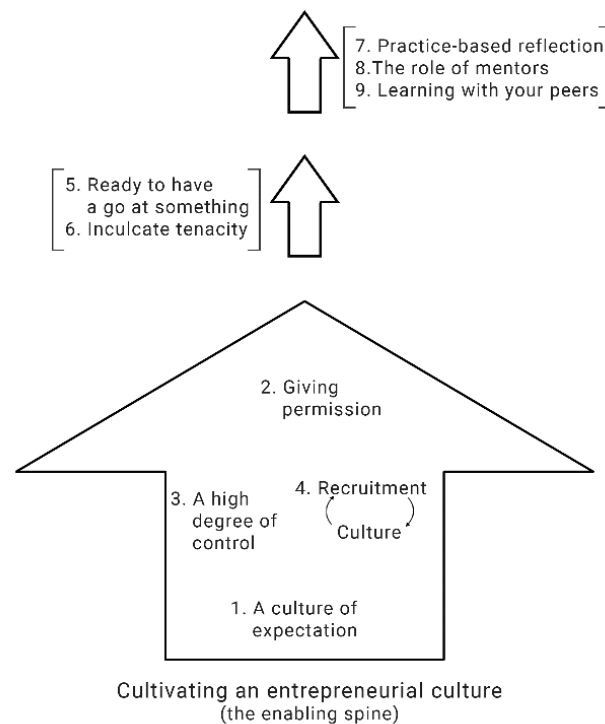 7. Practice-based reflection
8.The role of mentors
9. Learning with your peers
5. Ready to have
a go at something
6. Inculcate tenacity
2. Giving
permission
3. A high
degree of
control
4. Recruitment
Culture
1. A culture of
expectation
Cultivating an entrepreneurial culture
(the enabling spine)